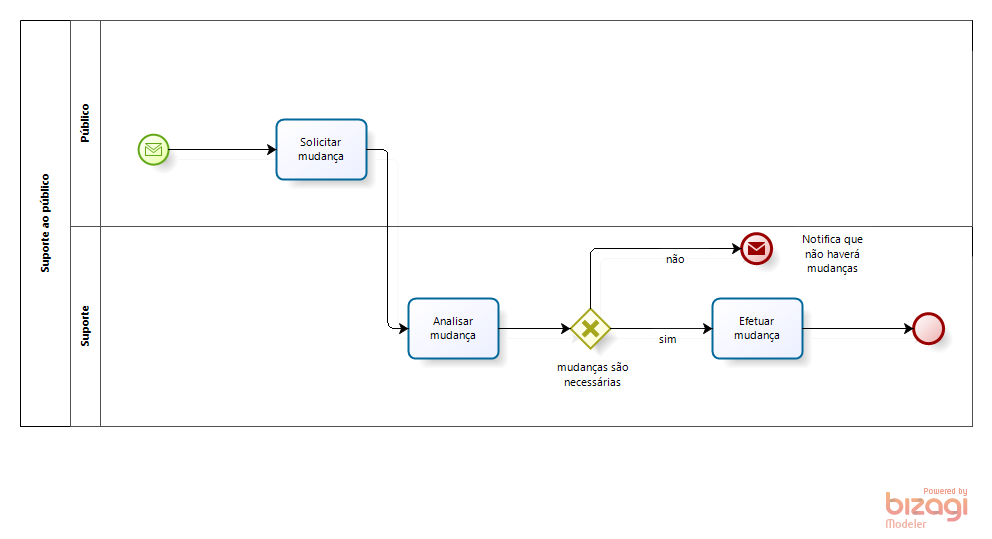 Suporte ao público
Público
Solicitar
mudança
Suporte
Analisar
mudança
mudanças são
necessárias
não
Notifica que
não haverá
mudanças
sim
Efetuar
mudança
Powered by
bizagi
Modeler